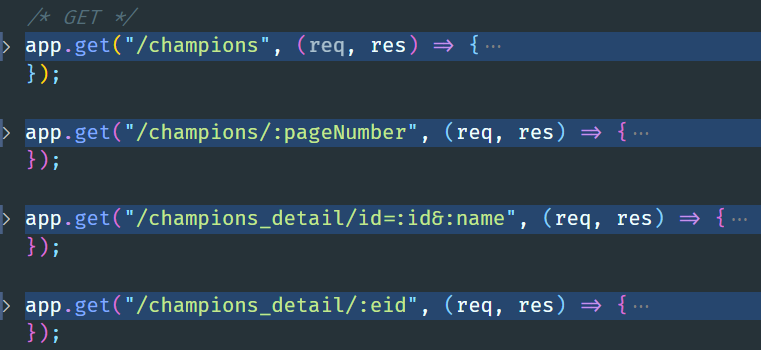 /* GET */
app.get("/champions", (req, res) => {…
});
app.get("/champions/:pageNumber", (req, res) => {…
});
app.get("/champions_detail/id=:id&:name", (req, res) => {…
});
app.get("/champions_detail/:eid", (req, res) => {…
});